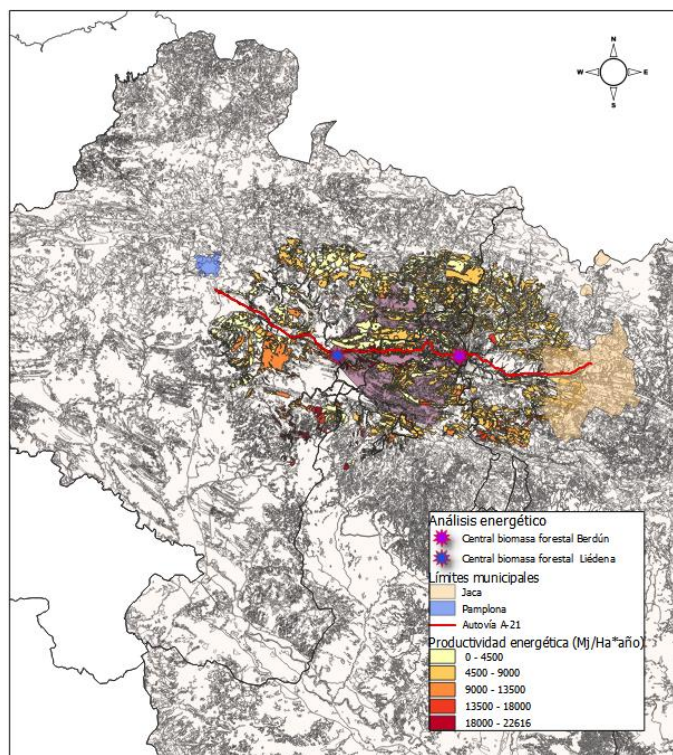 N
W E
S
Análisis energético
Central biomasa forestal Berdún
Central biomasa forestal Liédena
Límites municipales
Jaca
Pamplona
Autovía A-21
Productividad energética (Mj/Ha*año)
0 - 4500
4500 - 9000
9000 - 13500
13500 - 18000
18000 - 22616